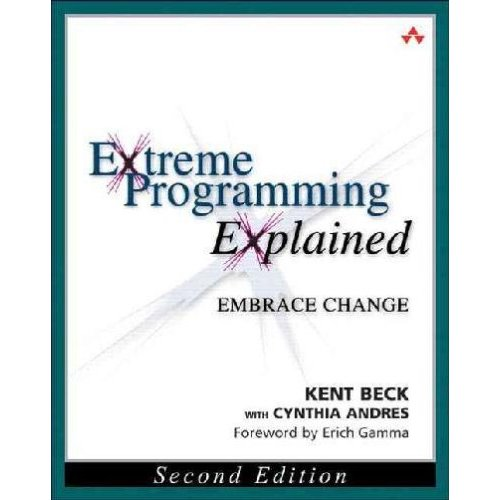 Extreme
Programming
Explained
EMBRACE CHANGE
KENT BECK
WITH CYNTHIA ANDRES
Foreword by Erich Gamma
Second Edition